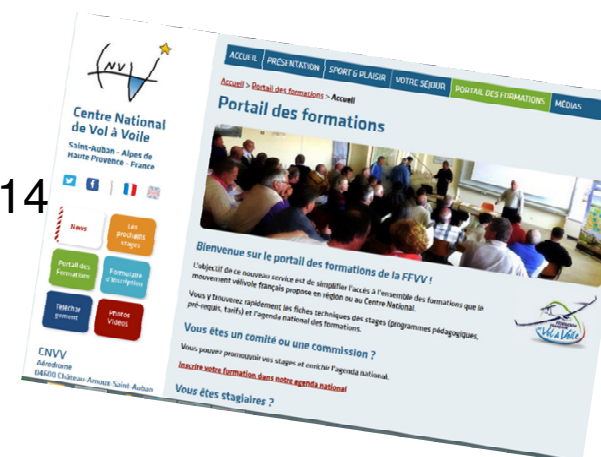 14
CNVV
Centre National
de Vol à Voile
Saint-Auban - Alpes de
Haute Provence - France
News
Les
prochains
stages
Portail des
Formations
Formulaire
d'inscription
Téléchar
gement
Photos
Vidéos
CNVV
Aérodrome
04600 Château-Arnoux-Saint-Auban
ACCUEIL PRÉSENTATION SPORT & PLAISIR VOTRE SÉJOUR PORTAIL DES FORMATIONS MÉDIAS
Accueil > Portail des formations > Accueil
Portail des formations
Bienvenue sur le portail des formations de la FFVV !
L'objectif de ce nouveau service est de simplifier l'accès à l'ensemble des formations que le
mouvement vélivole français propose en région ou au Centre National.
Vous y trouverez rapidement les fiches techniques des stages (programmes pédagogiques,
pré-requis, tarifs) et l'agenda national des formations.
Vol à Voile
Vous êtes un comité ou une commission ?
Vous pouvez promouvoir vos stages et enrichir l'agenda national.
Inscrire votre formation dans notre agenda national
Vous êtes stagiaires ?